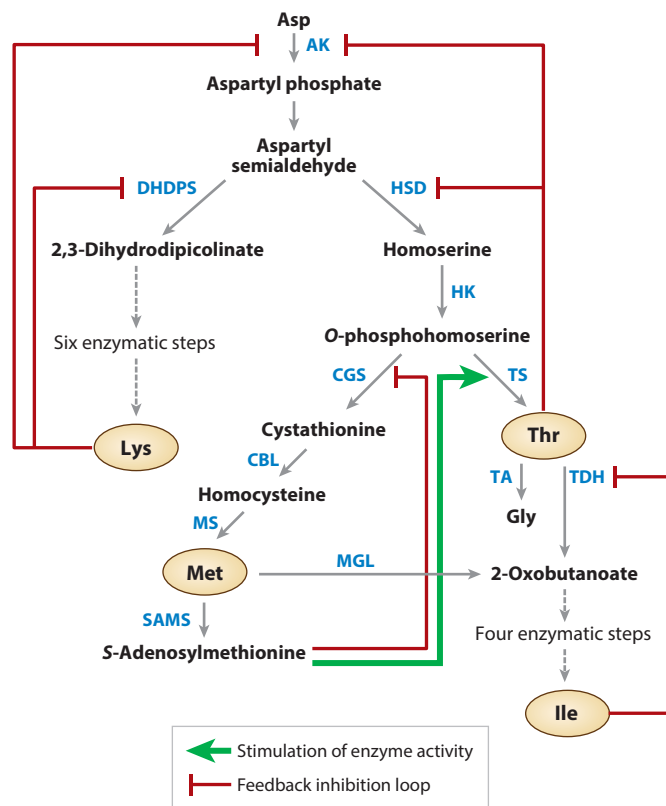 Asp
AK
Aspartyl phosphate
Aspartyl
semialdehyde
DHDPS
HSD
2,3-Dihydrodipicolinate
Homoserine
HK
Six enzymatic steps
O-phosphohomoserine
CGS
TS
Lys
Cystathionine
Thr
CBL
TA
TDH
Homocysteine
Gly
MS
Met
MGL
2-Oxobutanoate
SAMS
S-Adenosylmethionine
Four enzymatic steps
Ile
Stimulation of enzyme activity
Feedback inhibition loop